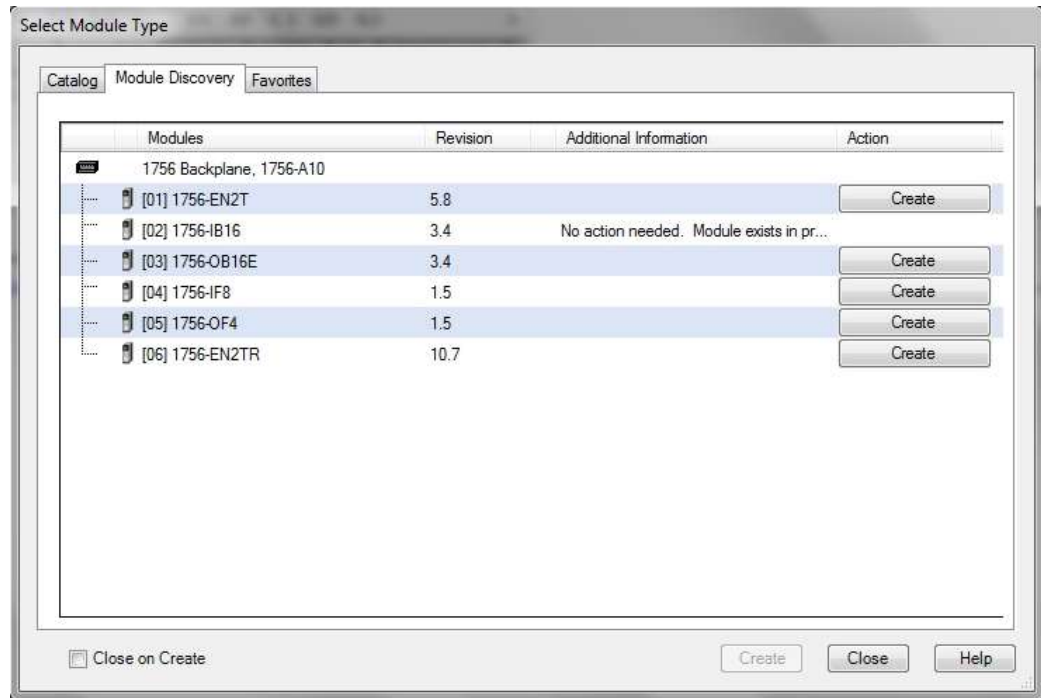 Select Module Type
Catalog Module Discovery Favorites
Modules Revision Additional Information Action
1756 Backplane, 1756-A10
[01] 1756-EN2T 5.8 Create
[02] 1756-IB16 3.4 No action needed. Module exists in pr...
[03] 1756-OB16E 3.4 Create
[04] 1756-IF8 1.5 Create
[05] 1756-OF4 1.5 Create
[06] 1756-EN2TR 10.7 Create
Close on Create Create Close Help